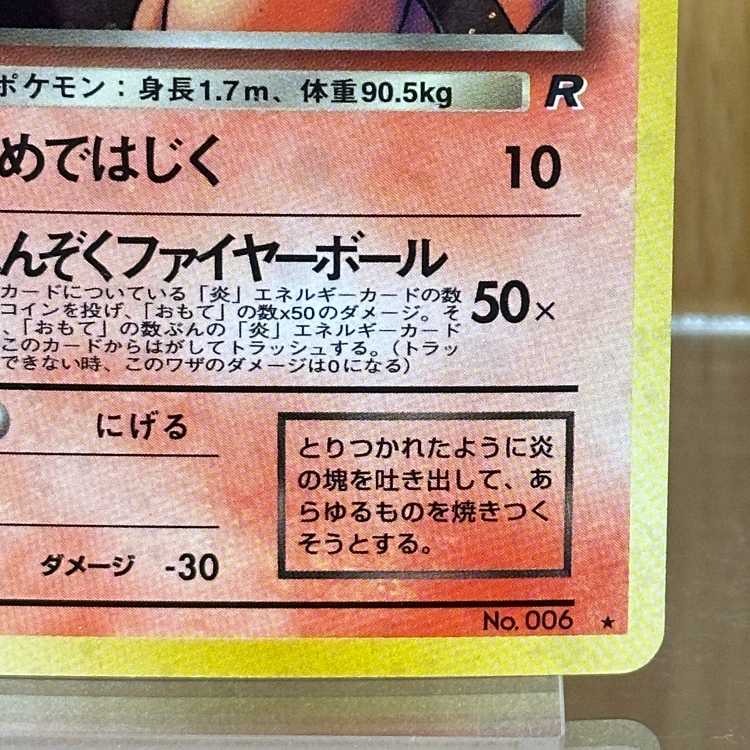 ポケモン：身長1.7m、体重90.5kg R
めではじく 10
んぞくファイヤーボール
カードについている「炎」エネルギーカードの数
コインを投げ、「おもて」の数x50のダメージ。そ
、「おもて」の数ぶんの「炎」エネルギーカード
このカードからはがしてトラッシュする。（トラッ
できない時、このワザのダメージは0になる）
50×
にげる
とりつかれたように炎
の塊を吐き出して、あ
らゆるものを焼きつく
そうとする。
ダメージ -30
No. 006 ★